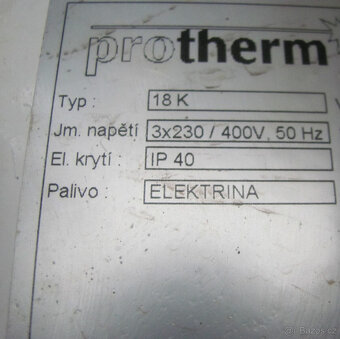 protherm
Typ : 18 K
Jm. napětí 3x230 / 400V, 50 Hz
El. krytí : IP 40
Palivo : ELEKTRINA
© Bazos.cz